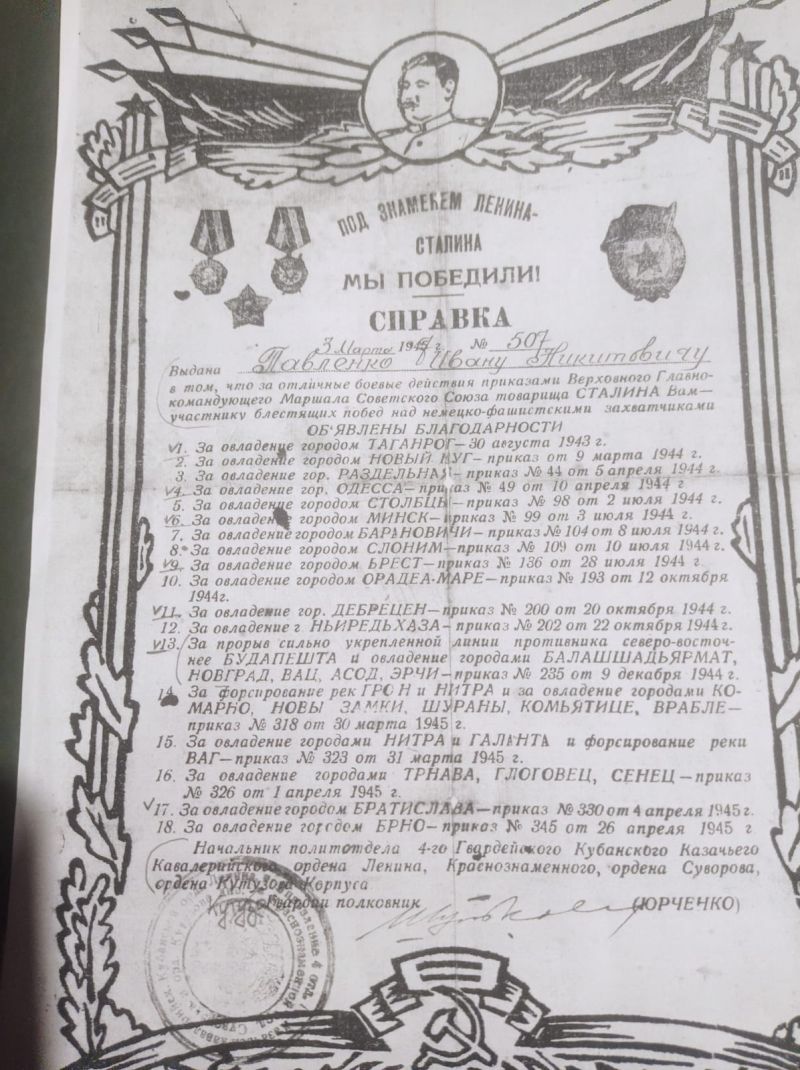 ПОД ЗНАМЕНЕМ ЛЕНИНА-
СТАЛИНА
МЫ ПОБЕДИЛИ!
СПРАВКА
3 Марта 194 г. № 507
Выдана Павленко Ивану Никитовичу
в том, что за отличные боевые действия приказами Верховного Главно-
командующего Маршала Советского Союза товарища СТАЛИНА Вам—
участнику блестящих побед над немецко-фашистскими захватчиками
ОБ'ЯВЛЕНЫ БЛАГОДАРНОСТИ
1. За овладение городом ТАГАНРОГ—30 августа 1943 г.
2. За овладение городом НОВЫЙ БУГ—приказ от 9 марта 1944 г.
3. За овладение гор. РАЗДЕЛЬНАЯ—приказ № 44 от 5 апреля 1944 г.
4. За овладение гор. ОДЕССА—приказ № 49 от 10 апреля 1944 г
5. За овладение городом СТОЛБЦЫ—приказ № 98 от 2 июля 1944 г.
6. За овладение городом МИНСК—приказ № 99 от 3 июля 1944 г.
7. За овладение городом БАРАНОВИЧИ—приказ № 104 от 8 июля 1944 г.
8. За овладение городом СЛОНИМ—приказ № 109 от 10 июля 1944 г.
9. За овладение городом БРЕСТ—приказ № 136 от 28 июля 1944 г.
10. За овладение городом ОРАДЕА-МАРЕ—приказ № 193 от 12 октября
1944г.
11. За овладение гор. ДЕБРЕЦЕН—приказ № 200 от 20 октября 1944 г.
12. За овладение г НЬИРЕДЬХАЗА—приказ № 202 от 22 октября 1944 г.
13. За прорыв сильно укрепленной линии противника северо-восточ-
нее БУДАПЕШТА и овладение городами БАЛАШШАДЬЯРМАТ,
НОВГРАД, ВАЦ, АСОД, ЭРЧИ—приказ № 235 от 9 декабря 1944 г.
14. За форсирование рек ГРОН и НИТРА и за овладение городами КО-
МАРНО, НОВЫ ЗАМКИ, ШУРАНЫ, КОМЬЯТИЦЕ, ВРАБЛЕ—
приказ № 318 от 30 марта 1945 г.
15. За овладение городами НИТРА и ГАЛАНТА и форсирование реки
ВАГ—приказ № 323 от 31 марта 1945 г.
16. За овладение городами ТРНАВА, ГЛОГОВЕЦ, СЕНЕЦ—приказ
№ 326 от 1 апреля 1945 г.
17. За овладение городом БРАТИСЛАВА—приказ № 330 от 4 апреля 1945 г.
18. За овладение городом БРНО—приказ № 345 от 26 апреля 1945 г
Начальник политотдела 4-го Гвардейского Кубанского Казачьего
Кавалерийского ордена Ленина, Краснознаменного, ордена Суворова,
ордена Кутузова Корпуса
Гвардии полковник (ЮРЧЕНКО)